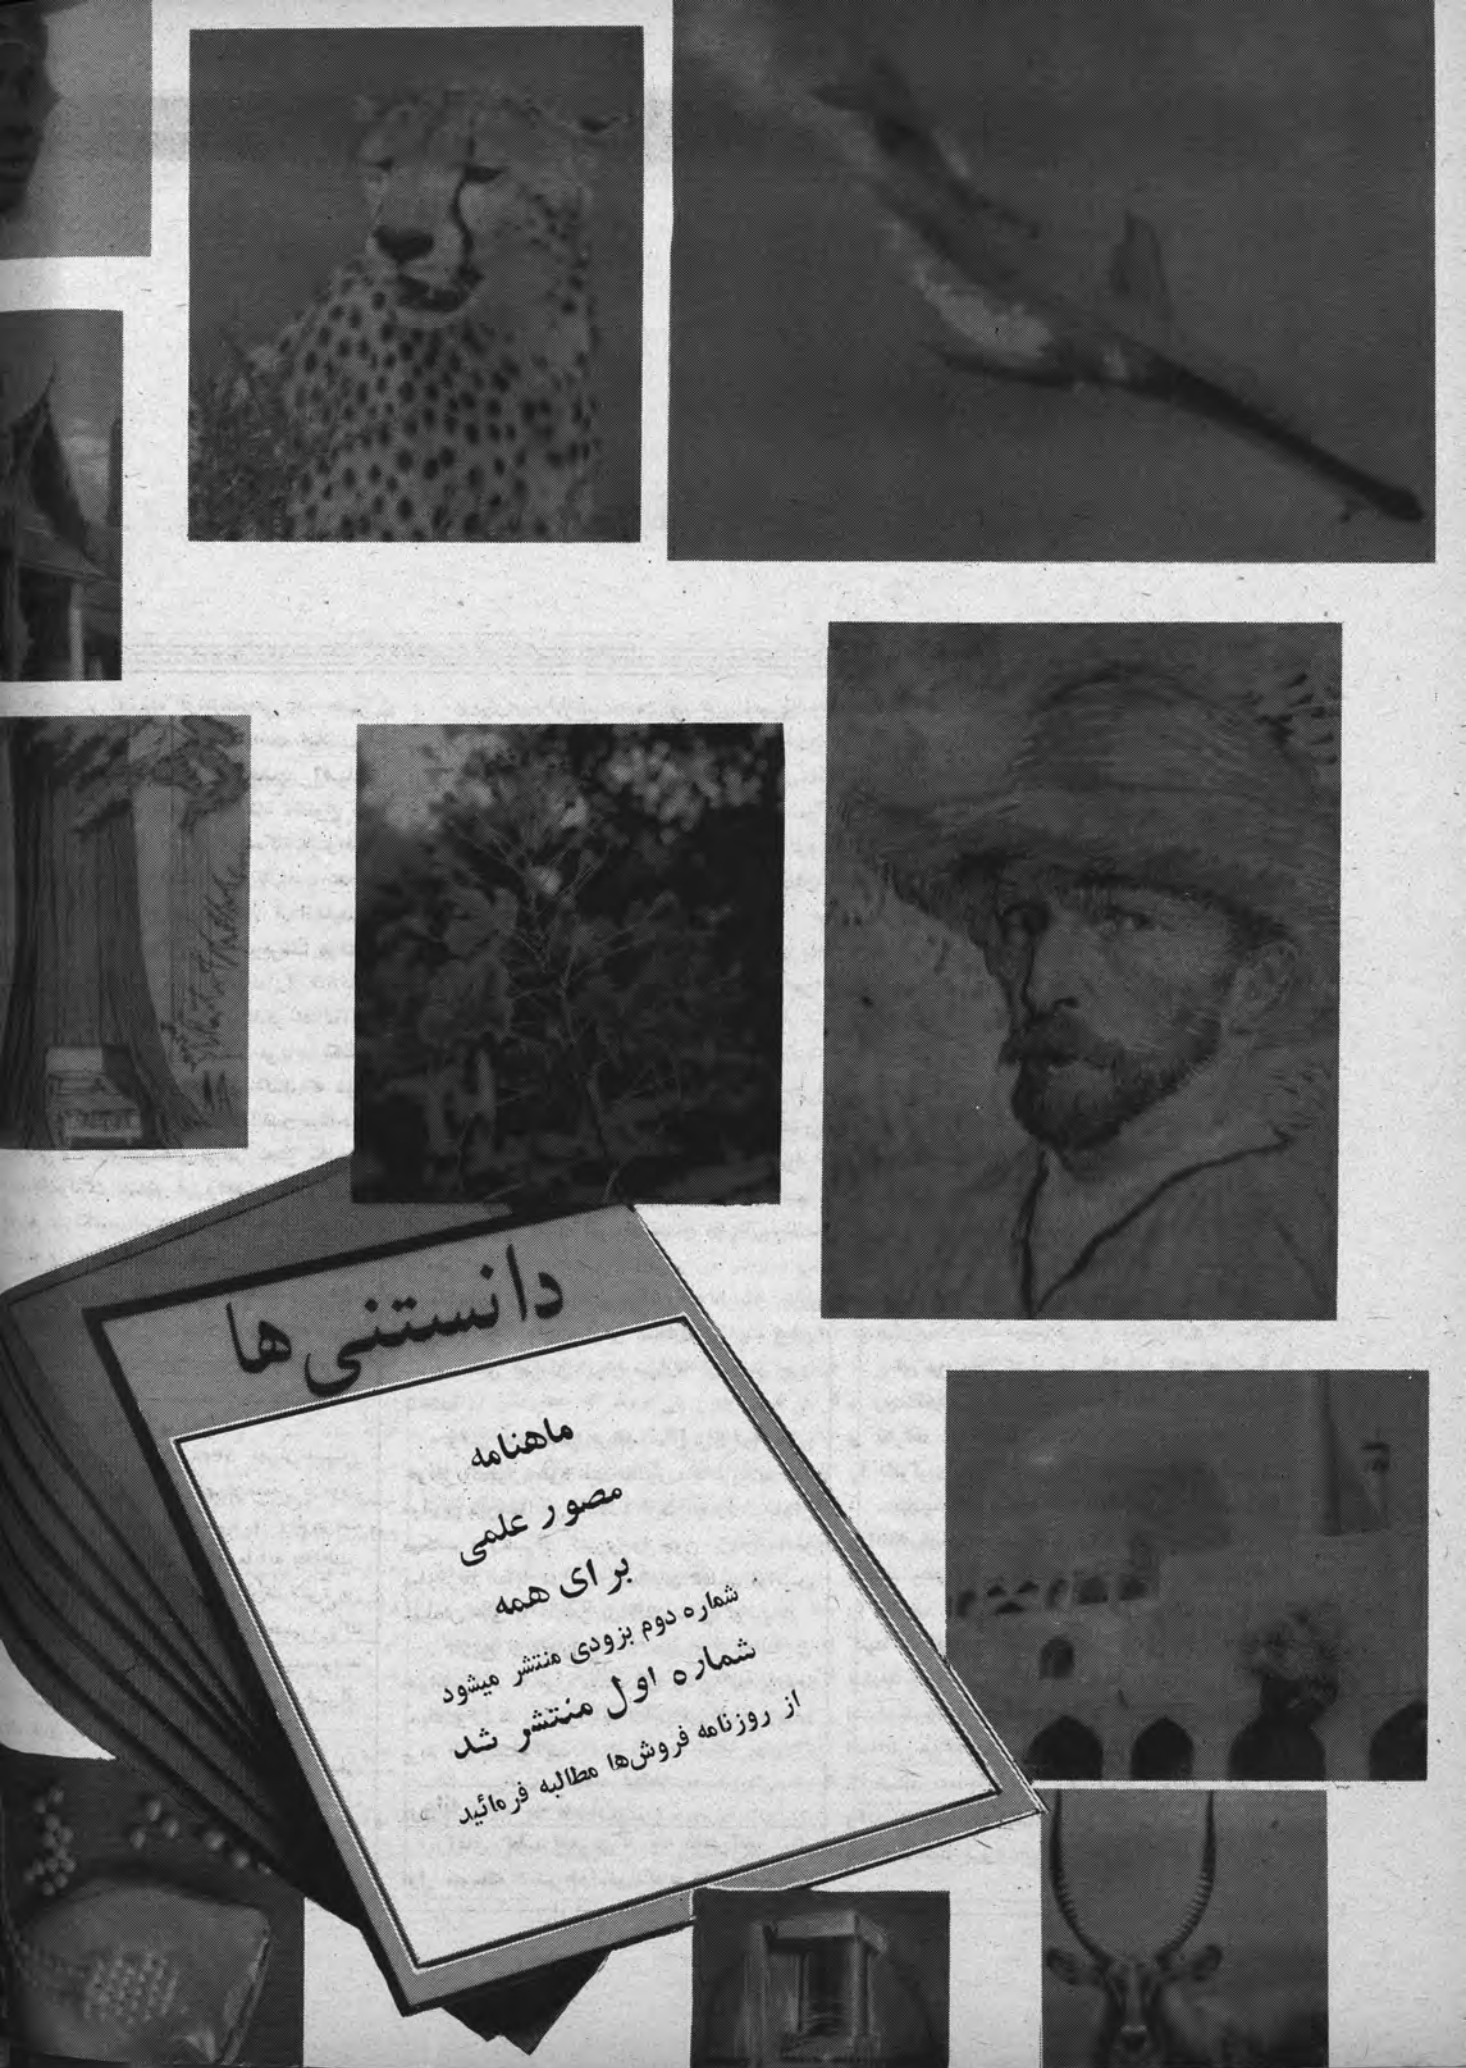 دانستنی‌ها
ماهنامه
مصور علمی
برای همه
شماره دوم بزودی منتشر میشود
شماره اول منتشر شد
از روزنامه فروش‌ها مطالبه فرمائید